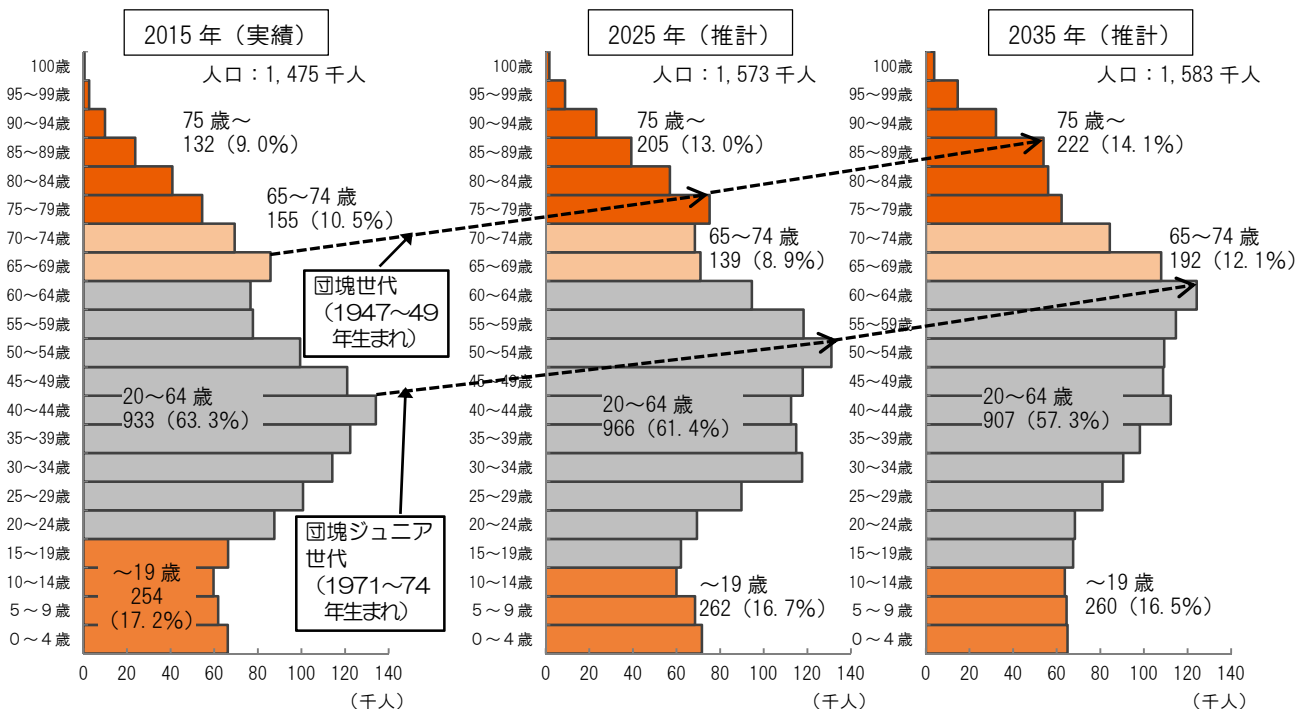 2015 年（実績）
人口：1,475 千人
100歳
95～99歳
90～94歳
85～89歳
80～84歳
75～79歳
70～74歳
65～69歳
60～64歳
55～59歳
50～54歳
45～49歳
40～44歳
35～39歳
30～34歳
25～29歳
20～24歳
15～19歳
10～14歳
5～9歳
0～4歳
75 歳～
132（9.0%）
65～74 歳
155（10.5%）
20～64 歳
933（63.3%）
～19 歳
254
（17.2%）
0 20 40 60 80 100 120 140
（千人）
団塊世代
（1947～49
年生まれ）
団塊ジュニア
世代
（1971～74
年生まれ）
2025 年（推計）
人口：1,573 千人
100歳
95～99歳
90～94歳
85～89歳
80～84歳
75～79歳
70～74歳
65～69歳
60～64歳
55～59歳
50～54歳
45～49歳
40～44歳
35～39歳
30～34歳
25～29歳
20～24歳
15～19歳
10～14歳
5～9歳
0～4歳
75 歳～
205（13.0%）
65～74 歳
139（8.9%）
20～64 歳
966（61.4%）
～19 歳
262（16.7%）
0 20 40 60 80 100 120 140
（千人）
2035 年（推計）
人口：1,583 千人
100歳
95～99歳
90～94歳
85～89歳
80～84歳
75～79歳
70～74歳
65～69歳
60～64歳
55～59歳
50～54歳
45～49歳
40～44歳
35～39歳
30～34歳
25～29歳
20～24歳
15～19歳
10～14歳
5～9歳
0～4歳
75 歳～
222（14.1%）
65～74 歳
192（12.1%）
20～64 歳
907（57.3%）
～19 歳
260（16.5%）
0 20 40 60 80 100 120 140
（千人）